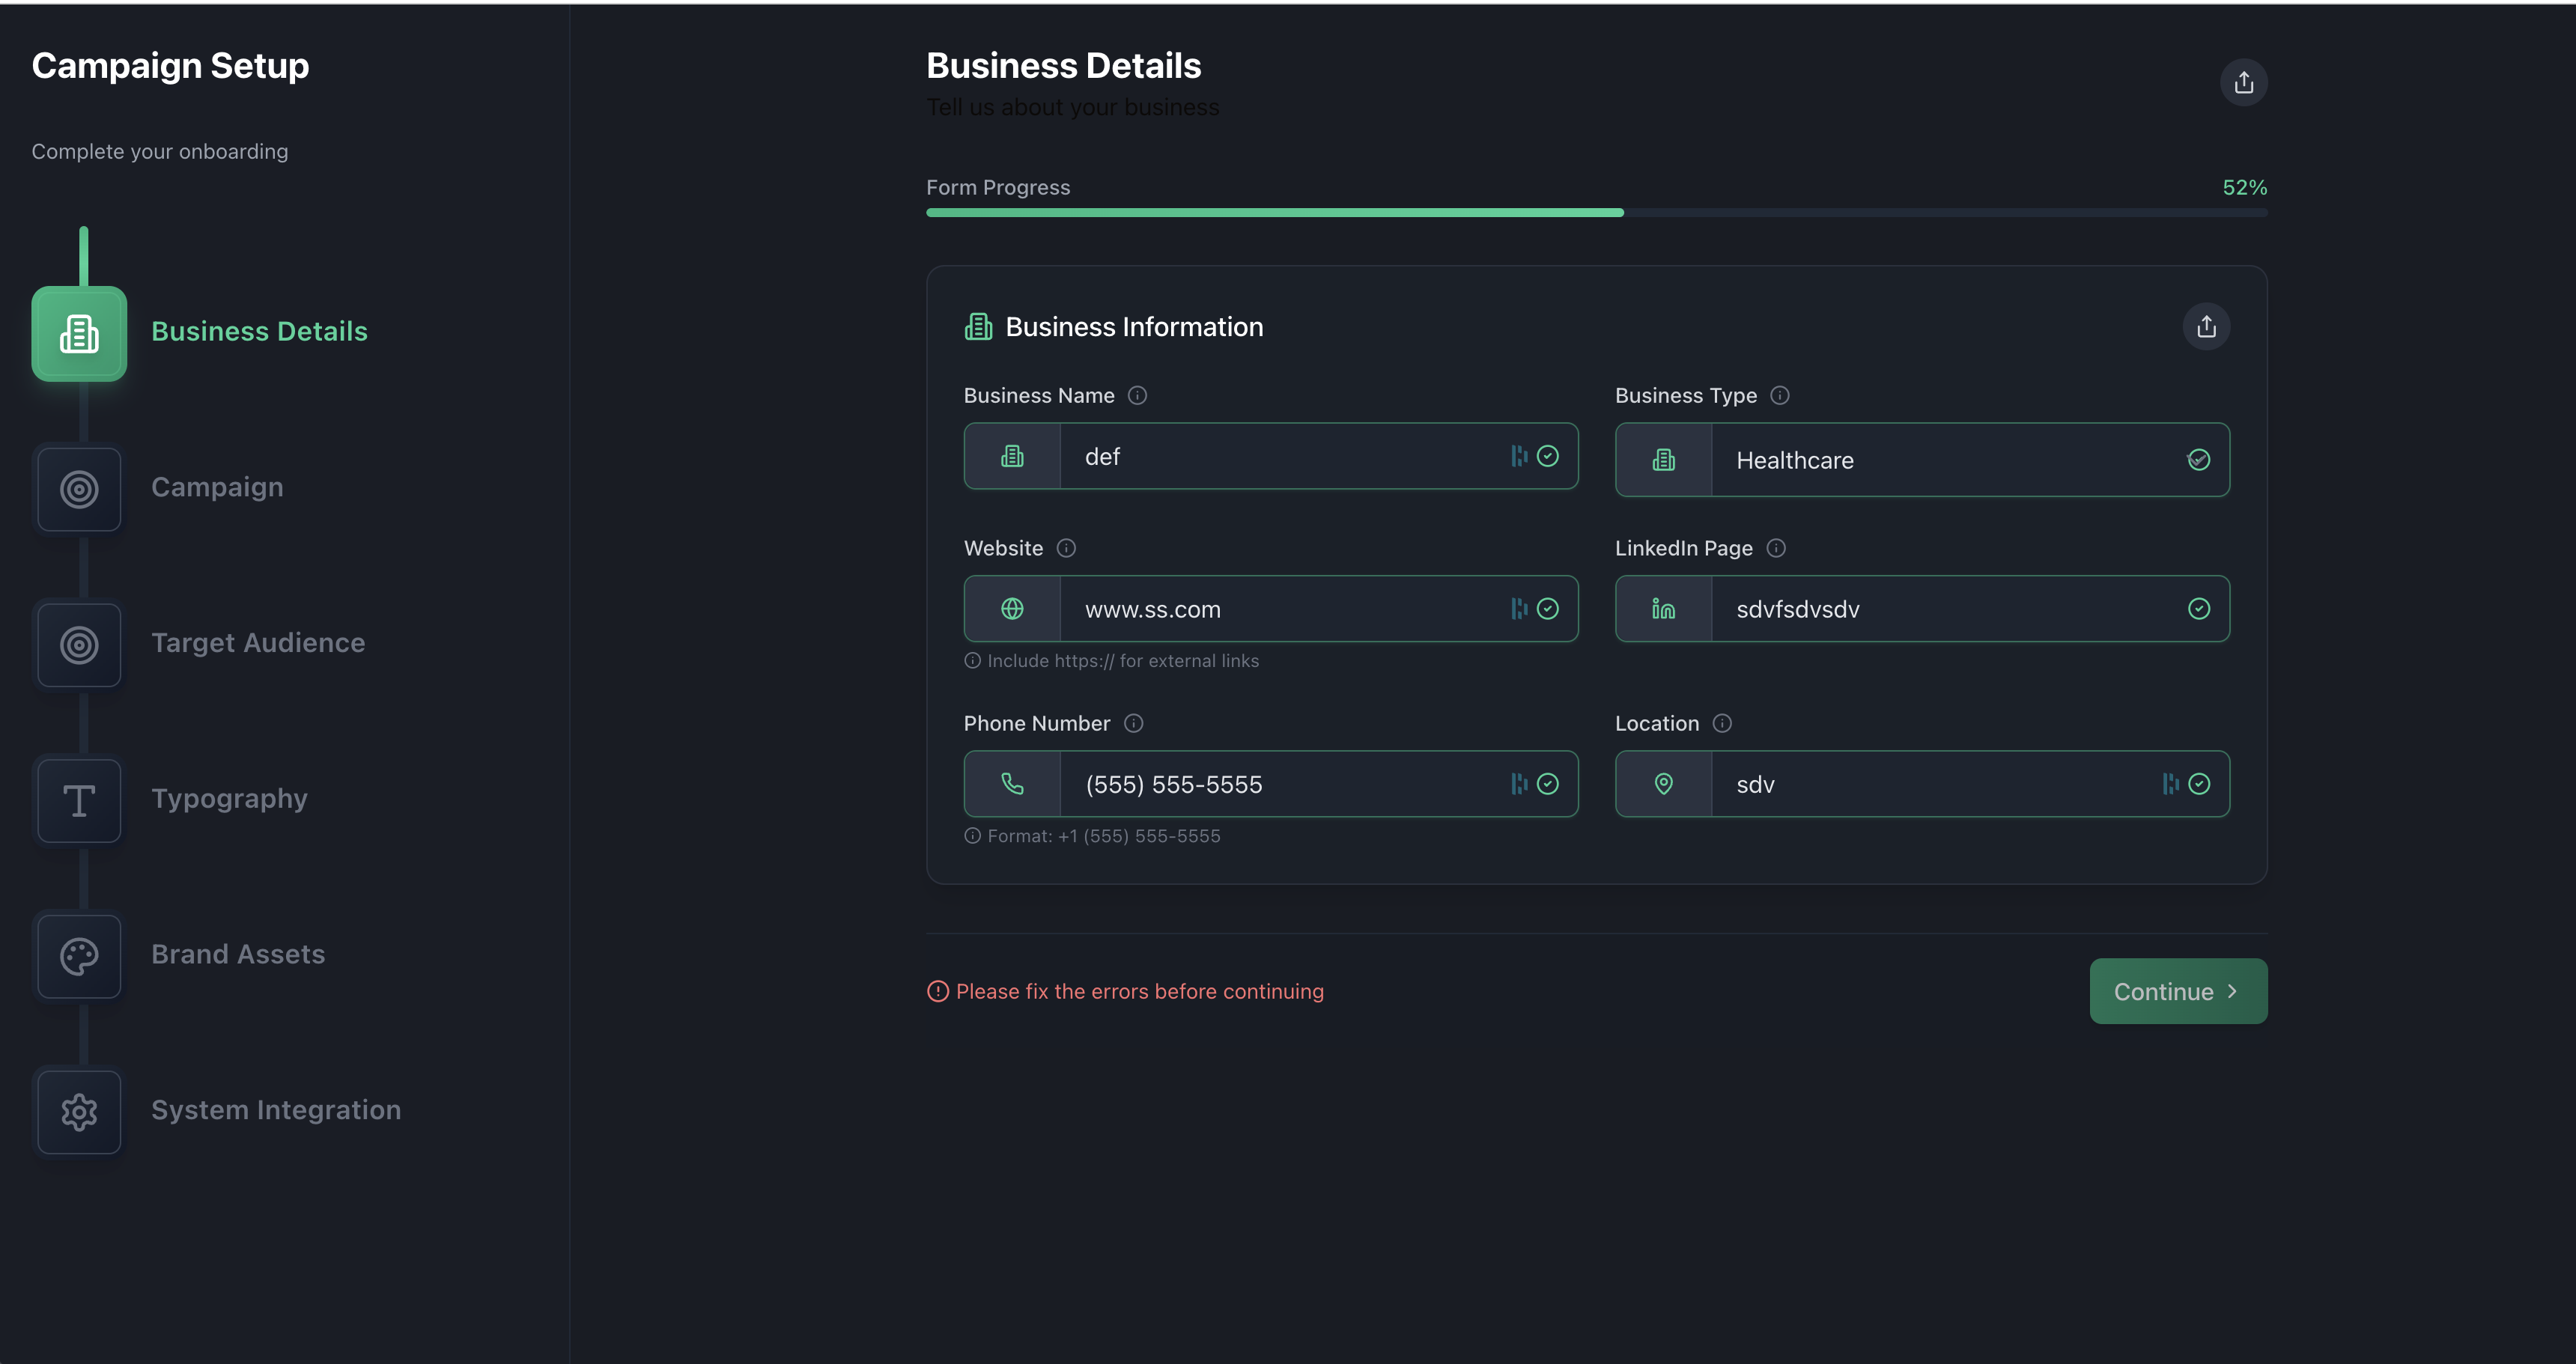 Campaign Setup
Complete your onboarding
Business Details
Campaign
Target Audience
Typography
Brand Assets
System Integration
Business Details
Tell us about your business
Form Progress 52%
Business Information
Business Name Business Type
def Healthcare
Website LinkedIn Page
www.ss.com sdvfsdvsdv
Include https:// for external links
Phone Number Location
(555) 555-5555 sdv
Format: +1 (555) 555-5555
Please fix the errors before continuing Continue